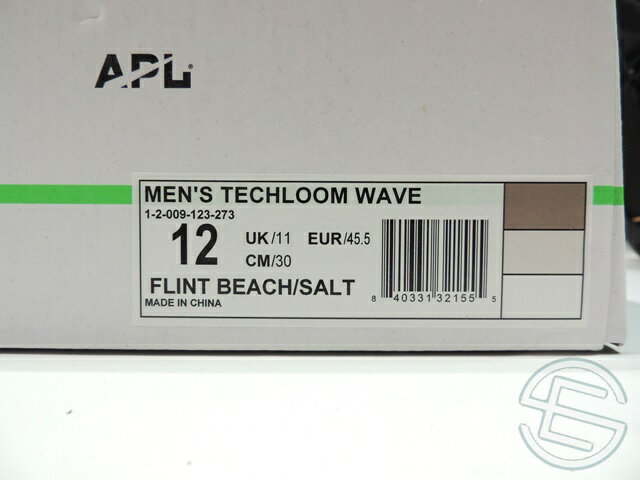 APL
MEN'S TECHLOOM WAVE
1-2-009-123-273
12 UK/11 EUR/45.5
CM/30
FLINT BEACH/SALT
MADE IN CHINA
8 40331 32155 5